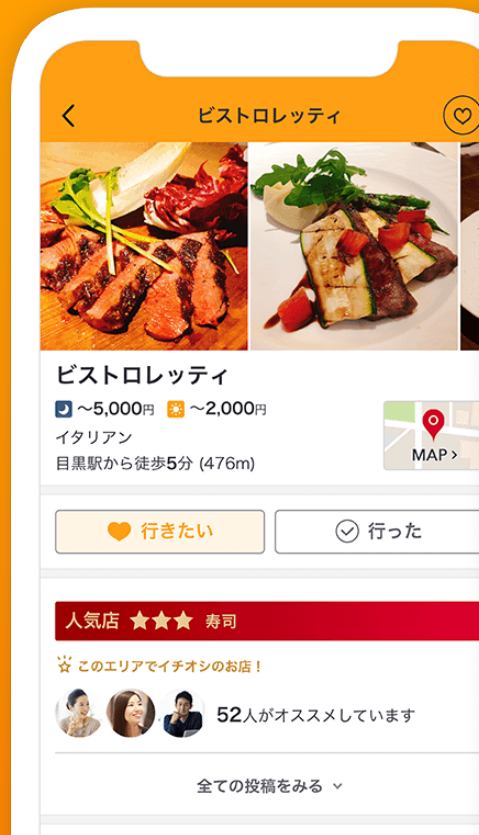 ビストロレッティ
ビストロレッティ
〜5,000円 〜2,000円
イタリアン
目黒駅から徒歩5分 (476m)
MAP
行きたい
行った
人気店 ★★★ 寿司
このエリアでイチオシのお店！
52人がオススメしています
全ての投稿をみる